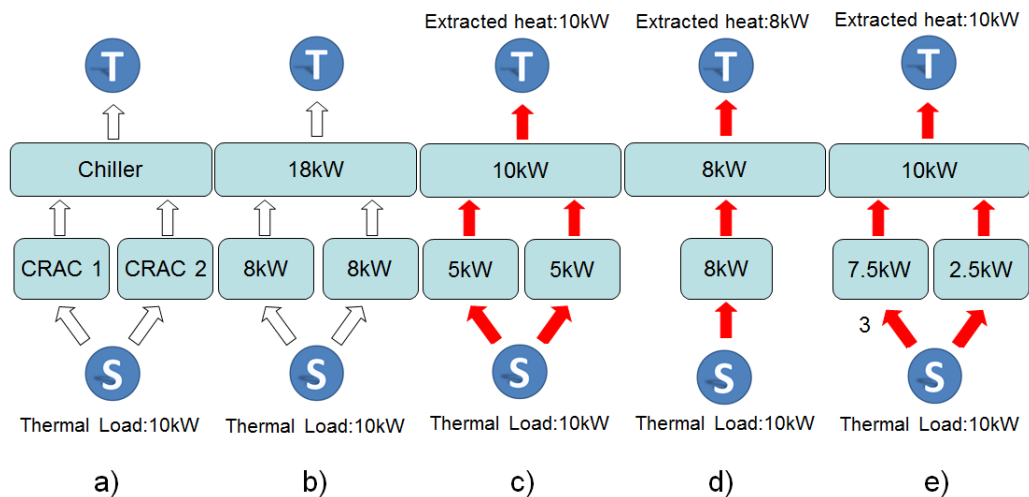 Extracted heat:10kW
Extracted heat:8kW
Extracted heat:10kW
T
T
T
T
T
Chiller
18kW
10kW
8kW
10kW
CRAC 1
CRAC 2
8kW
8kW
5kW
5kW
8kW
7.5kW
2.5kW
3
S
S
S
S
S
Thermal Load:10kW
Thermal Load:10kW
Thermal Load:10kW
Thermal Load:10kW
Thermal Load:10kW
a)
b)
c)
d)
e)